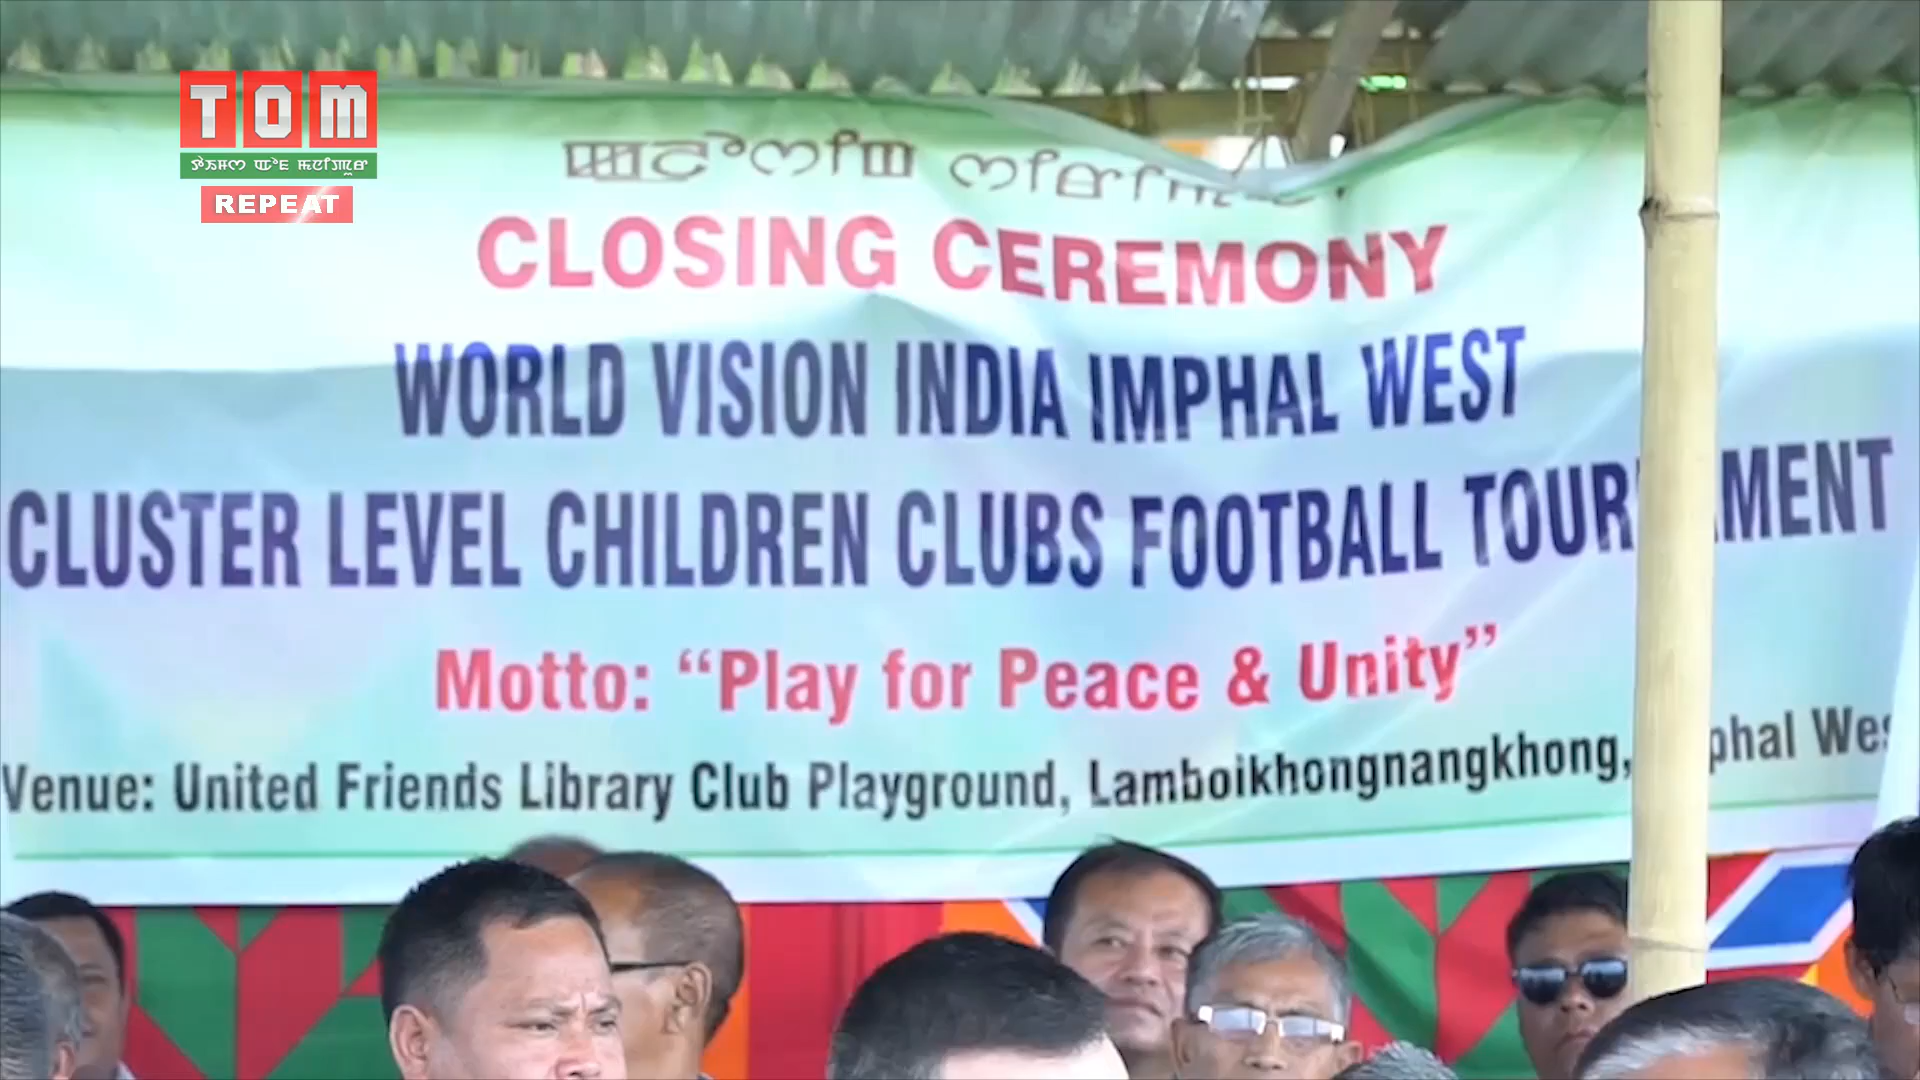 TOM
REPEAT
CLOSING CEREMONY
WORLD VISION INDIA IMPHAL WEST
CLUSTER LEVEL CHILDREN CLUBS FOOTBALL TOUR MENT
Motto: “Play for Peace & Unity”
Venue: United Friends Library Club Playground, Lamboikhongnangkhong, phal Wes